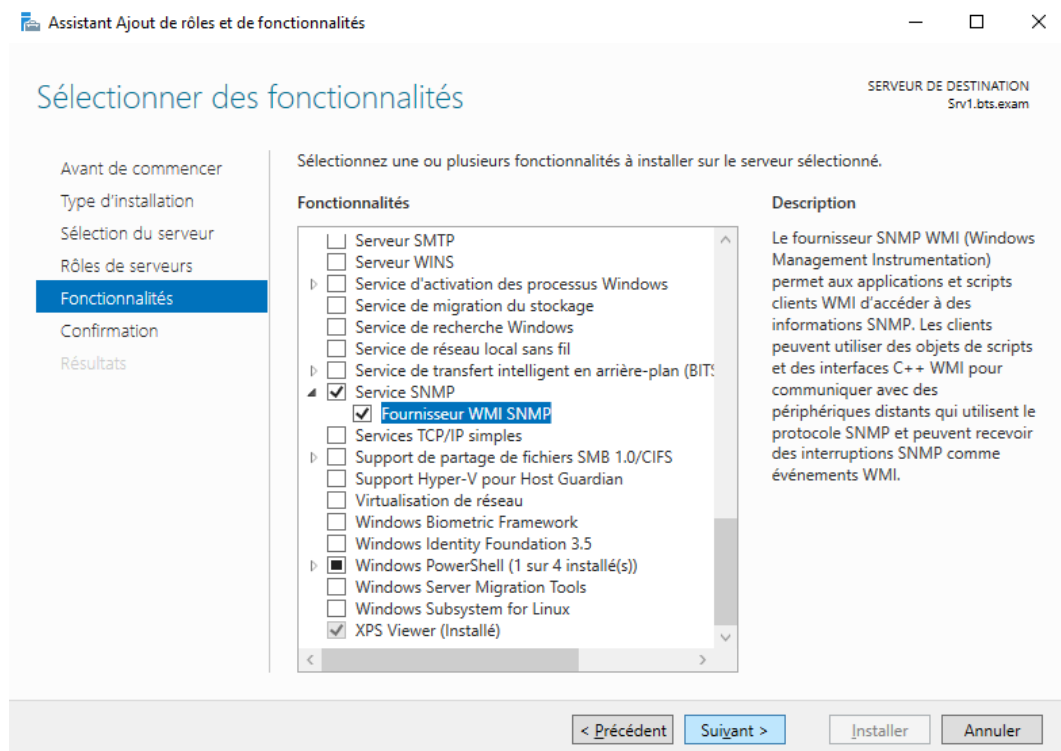 Assistant Ajout de rôles et de fonctionnalités
Sélectionner des fonctionnalités
SERVEUR DE DESTINATION
Srv1.bts.exam
Avant de commencer
Type d'installation
Sélection du serveur
Rôles de serveurs
Fonctionnalités
Confirmation
Résultats
Sélectionnez une ou plusieurs fonctionnalités à installer sur le serveur sélectionné.
Fonctionnalités
Serveur SMTP
Serveur WINS
Service d'activation des processus Windows
Service de migration du stockage
Service de recherche Windows
Service de réseau local sans fil
Service de transfert intelligent en arrière-plan (BITS
Service SNMP
Fournisseur WMI SNMP
Services TCP/IP simples
Support de partage de fichiers SMB 1.0/CIFS
Support Hyper-V pour Host Guardian
Virtualisation de réseau
Windows Biometric Framework
Windows Identity Foundation 3.5
Windows PowerShell (1 sur 4 installé(s))
Windows Server Migration Tools
Windows Subsystem for Linux
XPS Viewer (Installé)
Description
Le fournisseur SNMP WMI (Windows
Management Instrumentation)
permet aux applications et scripts
clients WMI d'accéder à des
informations SNMP. Les clients
peuvent utiliser des objets de scripts
et des interfaces C++ WMI pour
communiquer avec des
périphériques distants qui utilisent le
protocole SNMP et peuvent recevoir
des interruptions SNMP comme
événements WMI.
< Précédent
Suivant >
Installer
Annuler